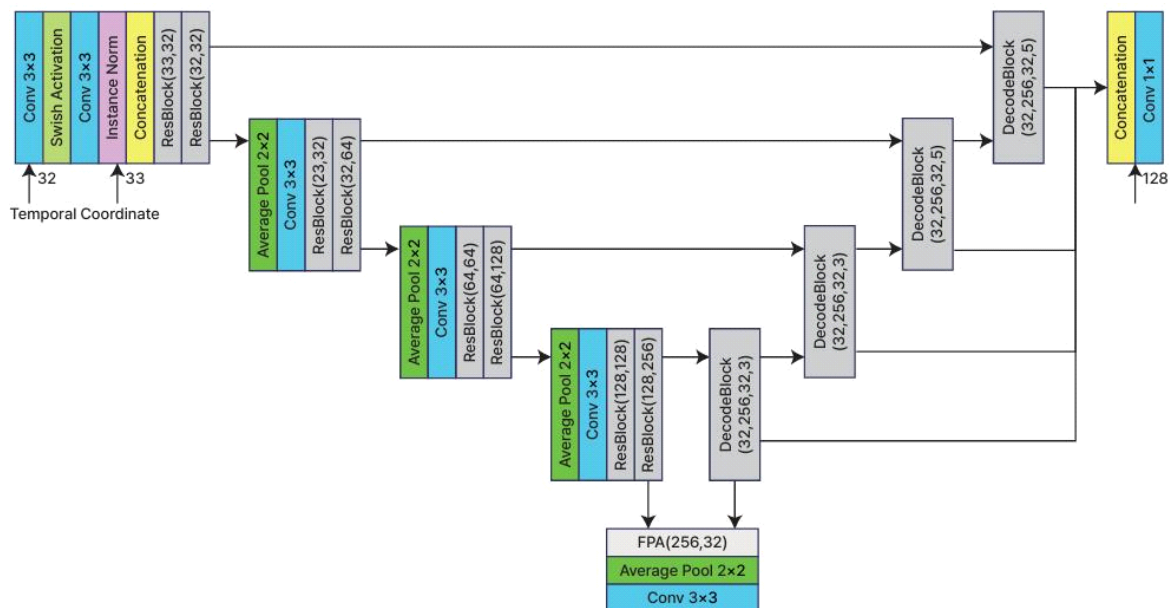 Conv 3×3
Swish Activation
Conv 3×3
Instance Norm
Concatenation
ResBlock(33,32)
ResBlock(32,32)
32
33
Temporal Coordinate
Average Pool 2×2
Conv 3×3
ResBlock(23,32)
ResBlock(32,64)
Average Pool 2×2
Conv 3×3
ResBlock(64,64)
ResBlock(64,128)
Average Pool 2×2
Conv 3×3
ResBlock(128,128)
ResBlock(128,256)
DecodeBlock
(32,256,32,3)
DecodeBlock
(32,256,32,3)
DecodeBlock
(32,256,32,5)
DecodeBlock
(32,256,32,5)
Concatenation
Conv 1×1
128
FPA(256,32)
Average Pool 2×2
Conv 3×3